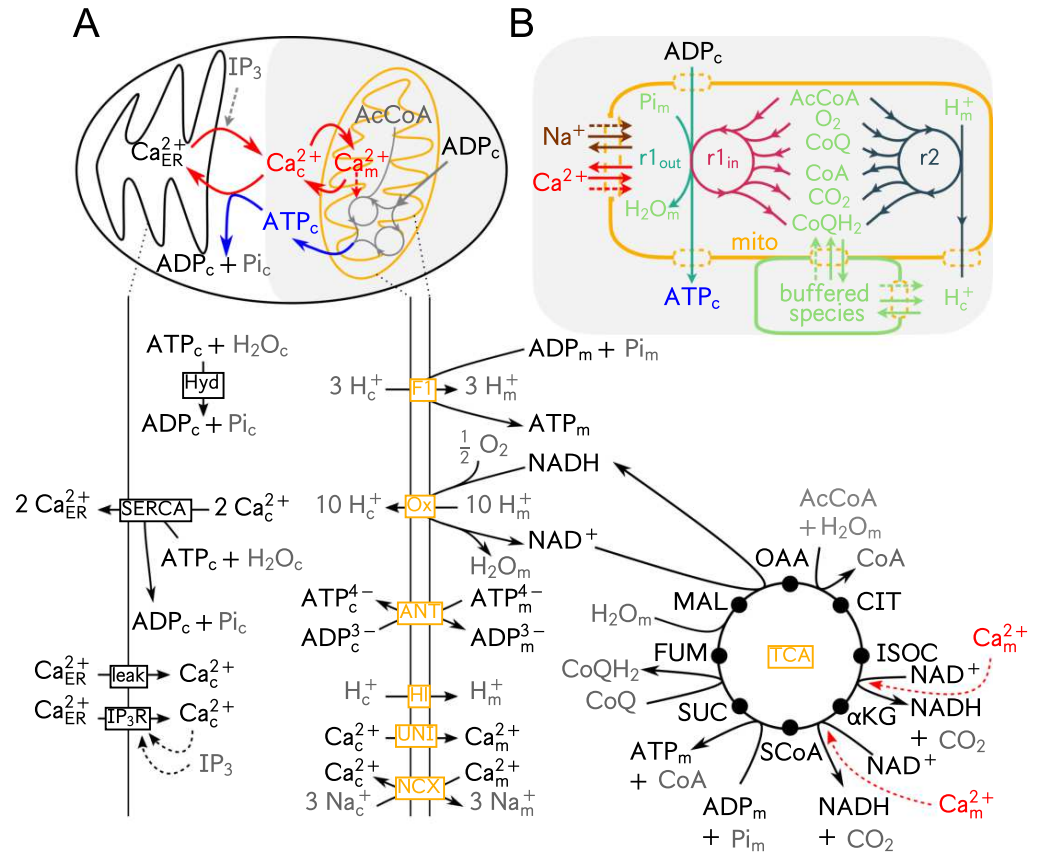 A
B
IP₃
Ca²⁺ER
Ca²⁺c
Ca²⁺m
AcCoA
ADPc
ATPc
ADPc + Pic
ADPc
Pim
AcCoA
O₂
CoQ
H⁺m
Na⁺
Ca²⁺
r1out
r1in
r2
CoA
CO₂
CoQH₂
H₂Om
mito
ATPc
buffered
species
H⁺c
ATPc + H₂Oc
Hyd
ADPc + Pic
2 Ca²⁺ER
SERCA
2 Ca²⁺c
ATPc + H₂Oc
ADPc + Pic
Ca²⁺ER
leak
Ca²⁺c
Ca²⁺ER
IP₃R
Ca²⁺c
IP₃
ADPm + Pim
3 H⁺c
F1
3 H⁺m
ATPm
½ O₂
NADH
10 H⁺c
Ox
10 H⁺m
NAD⁺
H₂Om
ATP⁴⁻c
ANT
ATP⁴⁻m
ADP³⁻c
ADP³⁻m
H⁺c
Hl
H⁺m
Ca²⁺c
UNI
Ca²⁺m
Ca²⁺c
NCX
Ca²⁺m
3 Na⁺c
3 Na⁺m
AcCoA
+ H₂Om
CoA
OAA
MAL
CIT
H₂Om
FUM
TCA
ISOC
Ca²⁺m
NAD⁺
CoQH₂
CoQ
SUC
αKG
NADH
+ CO₂
SCoA
ATPm
+ CoA
NAD⁺
ADPm
+ Pim
NADH
+ CO₂
Ca²⁺m